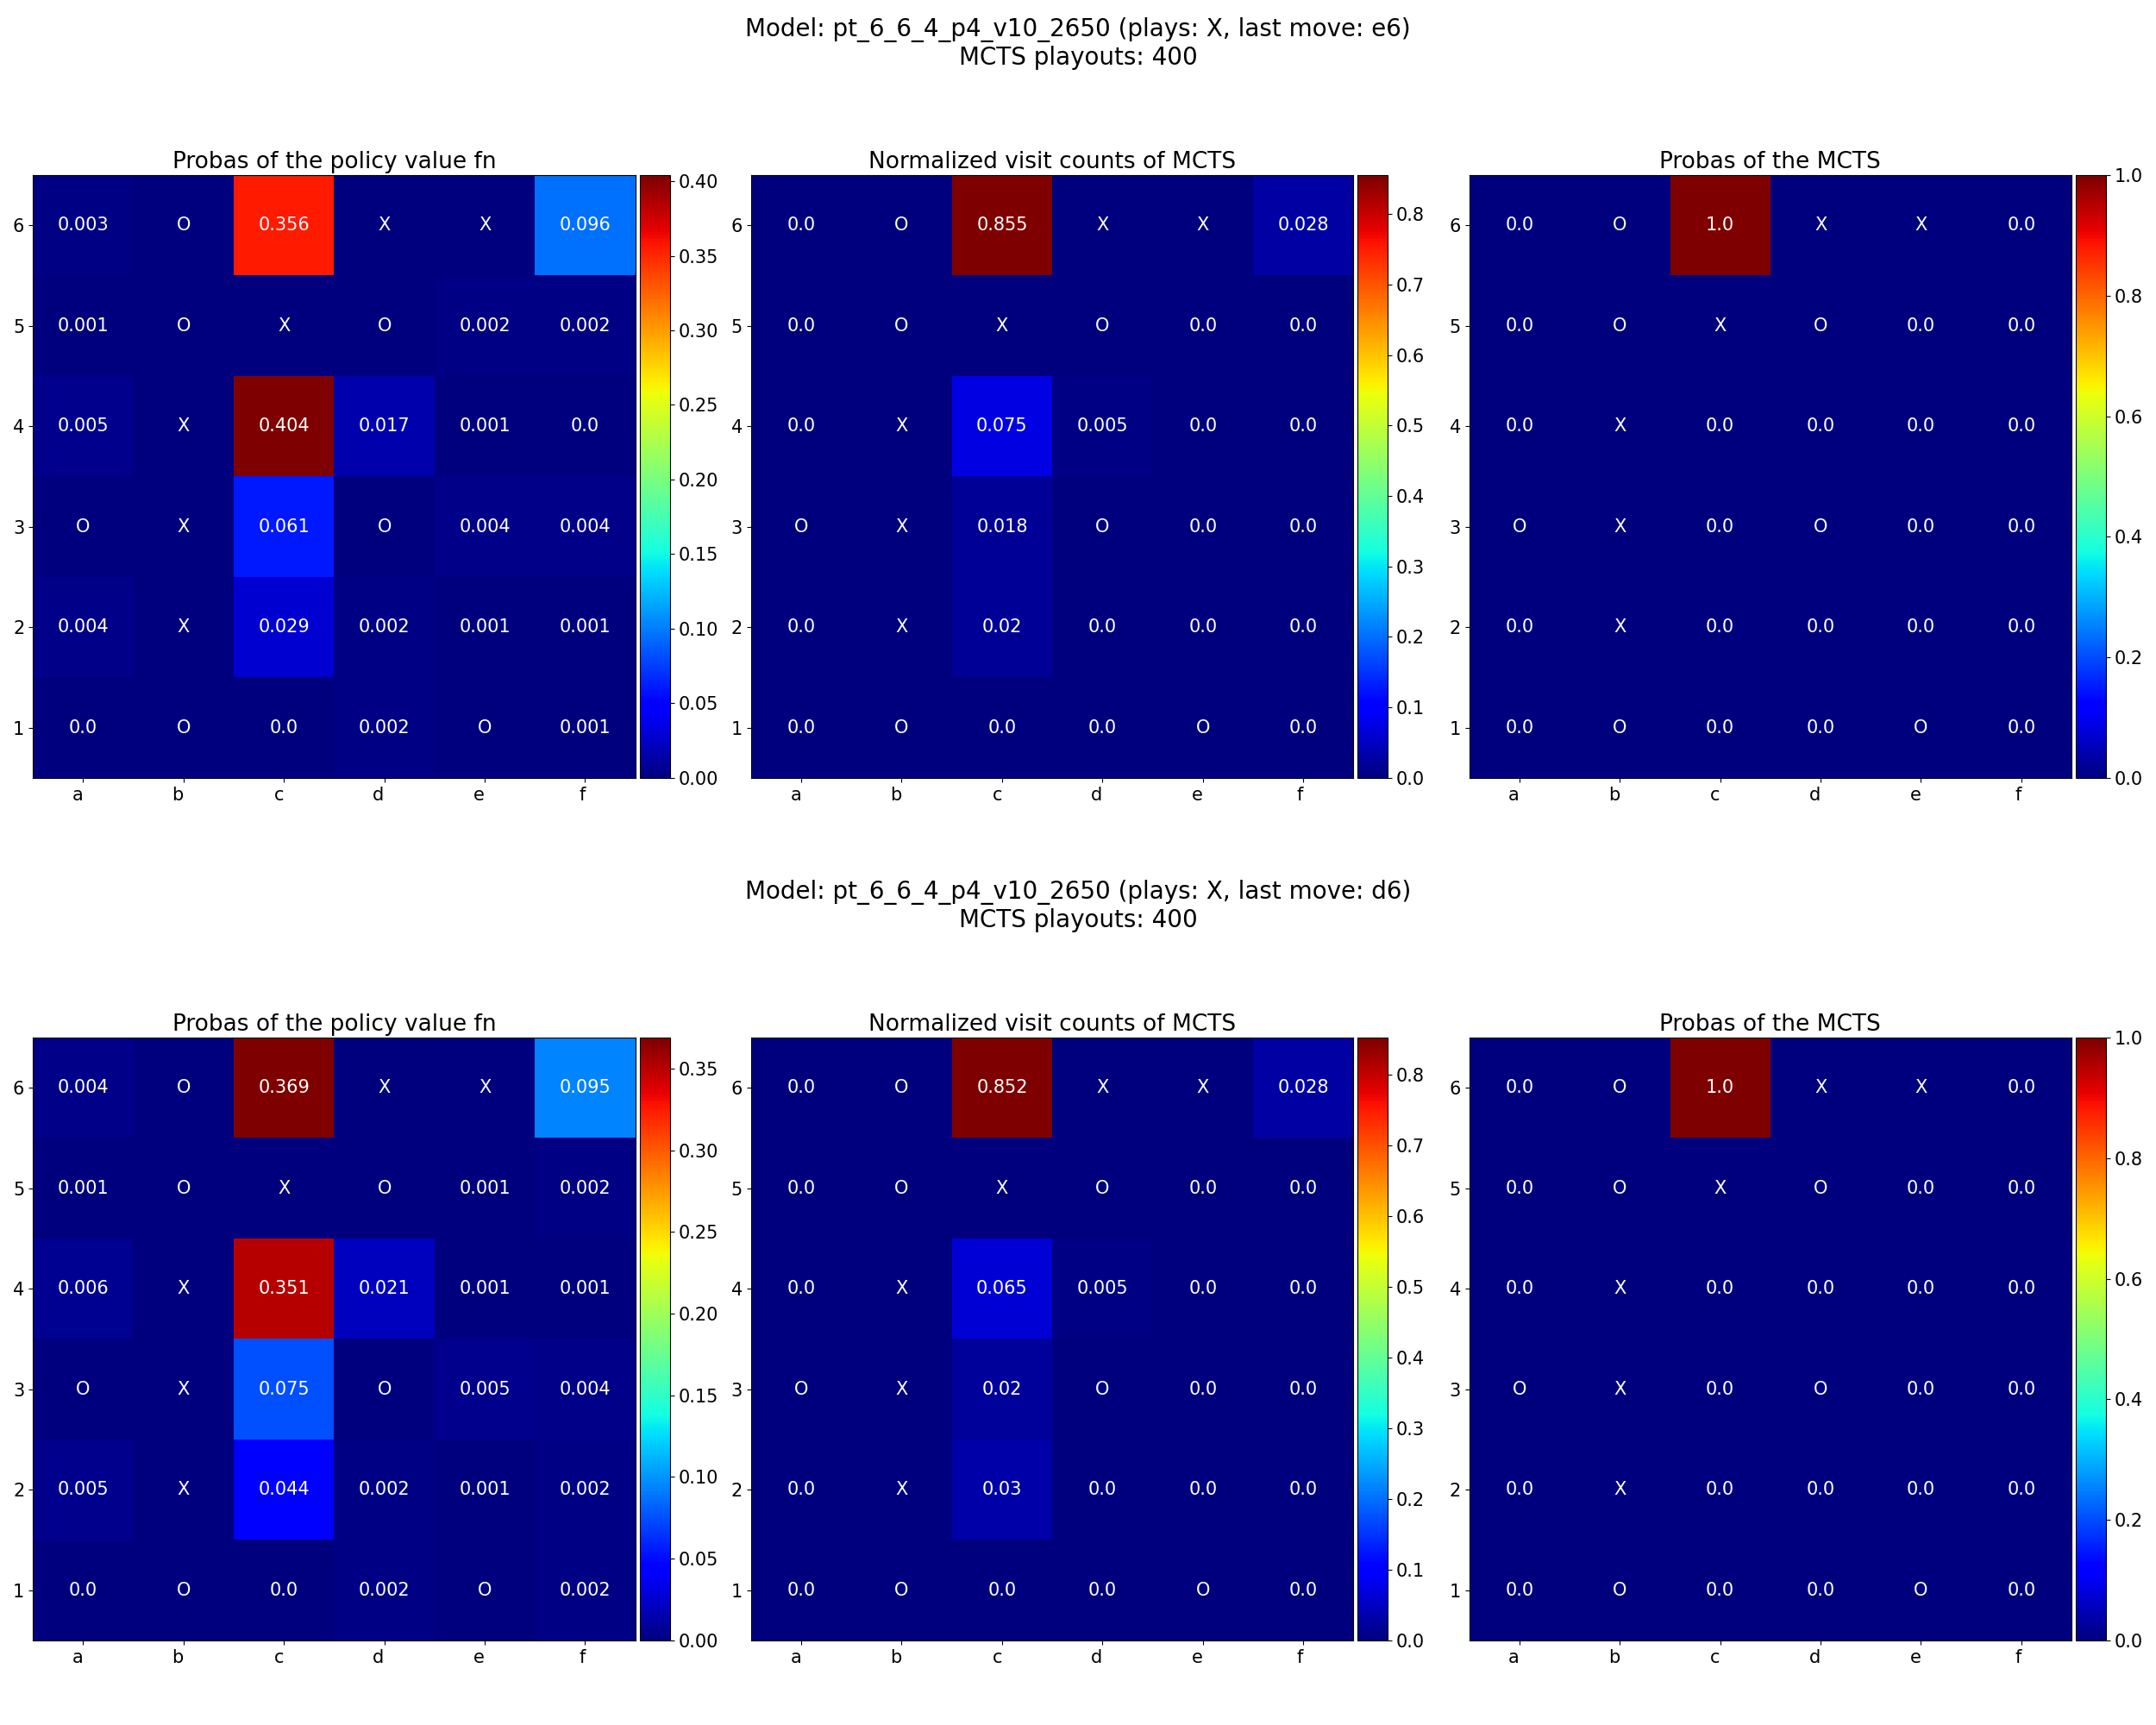 Model: pt_6_6_4_p4_v10_2650 (plays: X, last move: e6)
MCTS playouts: 400
Probas of the policy value fn
6 0.003 O 0.356 X X 0.096
5 0.001 O X O 0.002 0.002
4 0.005 X 0.404 0.017 0.001 0.0
3 O X 0.061 O 0.004 0.004
2 0.004 X 0.029 0.002 0.001 0.001
1 0.0 O 0.0 0.002 O 0.001
a b c d e f
0.40
0.35
0.30
0.25
0.20
0.15
0.10
0.05
0.00
Normalized visit counts of MCTS
6 0.0 O 0.855 X X 0.028
5 0.0 O X O 0.0 0.0
4 0.0 X 0.075 0.005 0.0 0.0
3 O X 0.018 O 0.0 0.0
2 0.0 X 0.02 0.0 0.0 0.0
1 0.0 O 0.0 0.0 O 0.0
a b c d e f
0.8
0.7
0.6
0.5
0.4
0.3
0.2
0.1
0.0
Probas of the MCTS
6 0.0 O 1.0 X X 0.0
5 0.0 O X O 0.0 0.0
4 0.0 X 0.0 0.0 0.0 0.0
3 O X 0.0 O 0.0 0.0
2 0.0 X 0.0 0.0 0.0 0.0
1 0.0 O 0.0 0.0 O 0.0
a b c d e f
1.0
0.8
0.6
0.4
0.2
0.0
Model: pt_6_6_4_p4_v10_2650 (plays: X, last move: d6)
MCTS playouts: 400
Probas of the policy value fn
6 0.004 O 0.369 X X 0.095
5 0.001 O X O 0.001 0.002
4 0.006 X 0.351 0.021 0.001 0.001
3 O X 0.075 O 0.005 0.004
2 0.005 X 0.044 0.002 0.001 0.002
1 0.0 O 0.0 0.002 O 0.002
a b c d e f
0.35
0.30
0.25
0.20
0.15
0.10
0.05
0.00
Normalized visit counts of MCTS
6 0.0 O 0.852 X X 0.028
5 0.0 O X O 0.0 0.0
4 0.0 X 0.065 0.005 0.0 0.0
3 O X 0.02 O 0.0 0.0
2 0.0 X 0.03 0.0 0.0 0.0
1 0.0 O 0.0 0.0 O 0.0
a b c d e f
0.8
0.7
0.6
0.5
0.4
0.3
0.2
0.1
0.0
Probas of the MCTS
6 0.0 O 1.0 X X 0.0
5 0.0 O X O 0.0 0.0
4 0.0 X 0.0 0.0 0.0 0.0
3 O X 0.0 O 0.0 0.0
2 0.0 X 0.0 0.0 0.0 0.0
1 0.0 O 0.0 0.0 O 0.0
a b c d e f
1.0
0.8
0.6
0.4
0.2
0.0